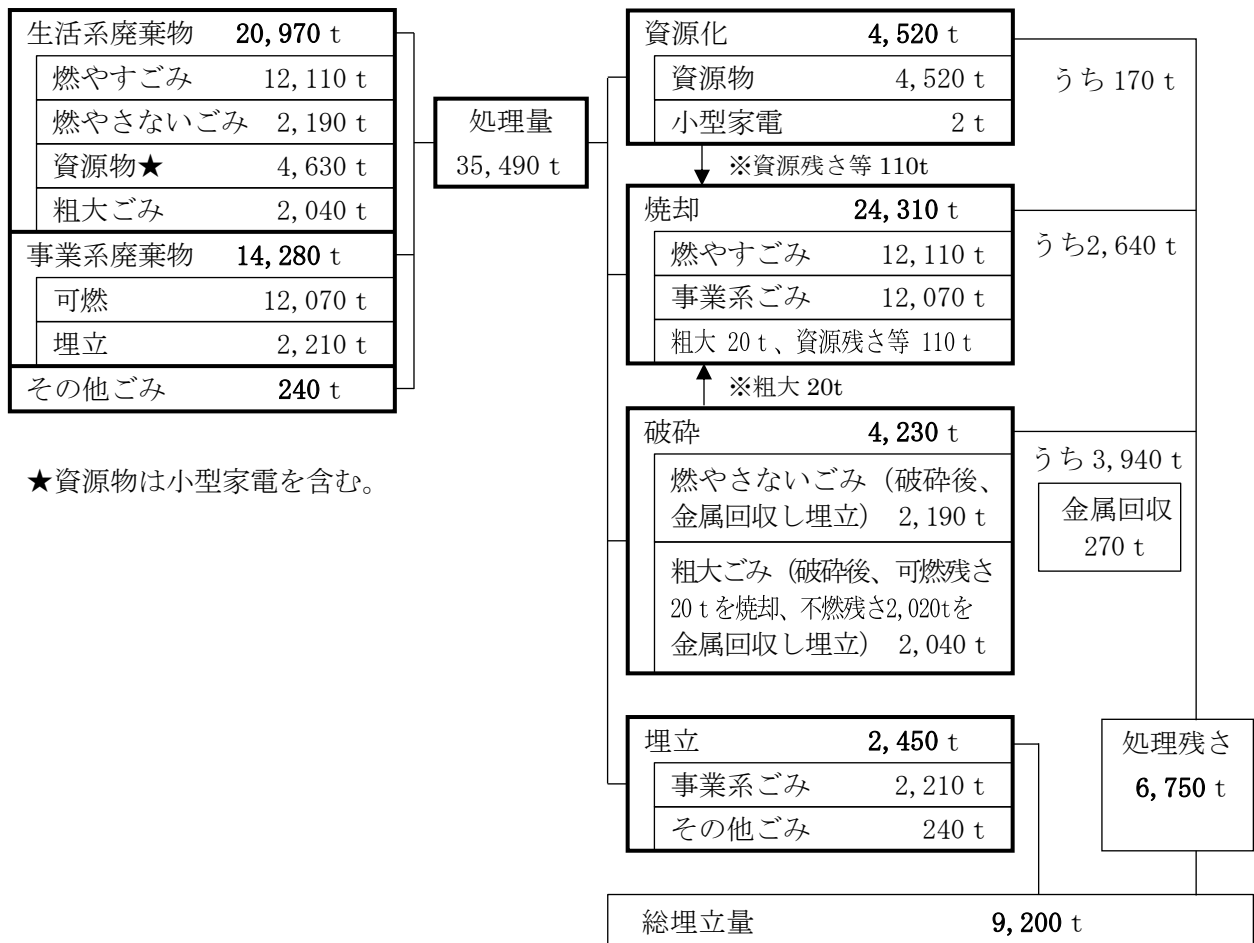 生活系廃棄物 20,970 t
燃やすごみ 12,110 t
燃やさないごみ 2,190 t
資源物★ 4,630 t
粗大ごみ 2,040 t
事業系廃棄物 14,280 t
可燃 12,070 t
埋立 2,210 t
その他ごみ 240 t
★資源物は小型家電を含む。
処理量
35,490 t
資源化 4,520 t
資源物 4,520 t
小型家電 2 t
うち 170 t
※資源残さ等 110t
焼却 24,310 t
燃やすごみ 12,110 t
事業系ごみ 12,070 t
粗大 20 t 、資源残さ等 110 t
うち2,640 t
※粗大 20t
破砕 4,230 t
燃やさないごみ（破砕後、
金属回収し埋立） 2,190 t
粗大ごみ（破砕後、可燃残さ
20 t を焼却、不燃残さ2,020tを
金属回収し埋立） 2,040 t
うち 3,940 t
金属回収
270 t
埋立 2,450 t
事業系ごみ 2,210 t
その他ごみ 240 t
処理残さ
6,750 t
総埋立量 9,200 t